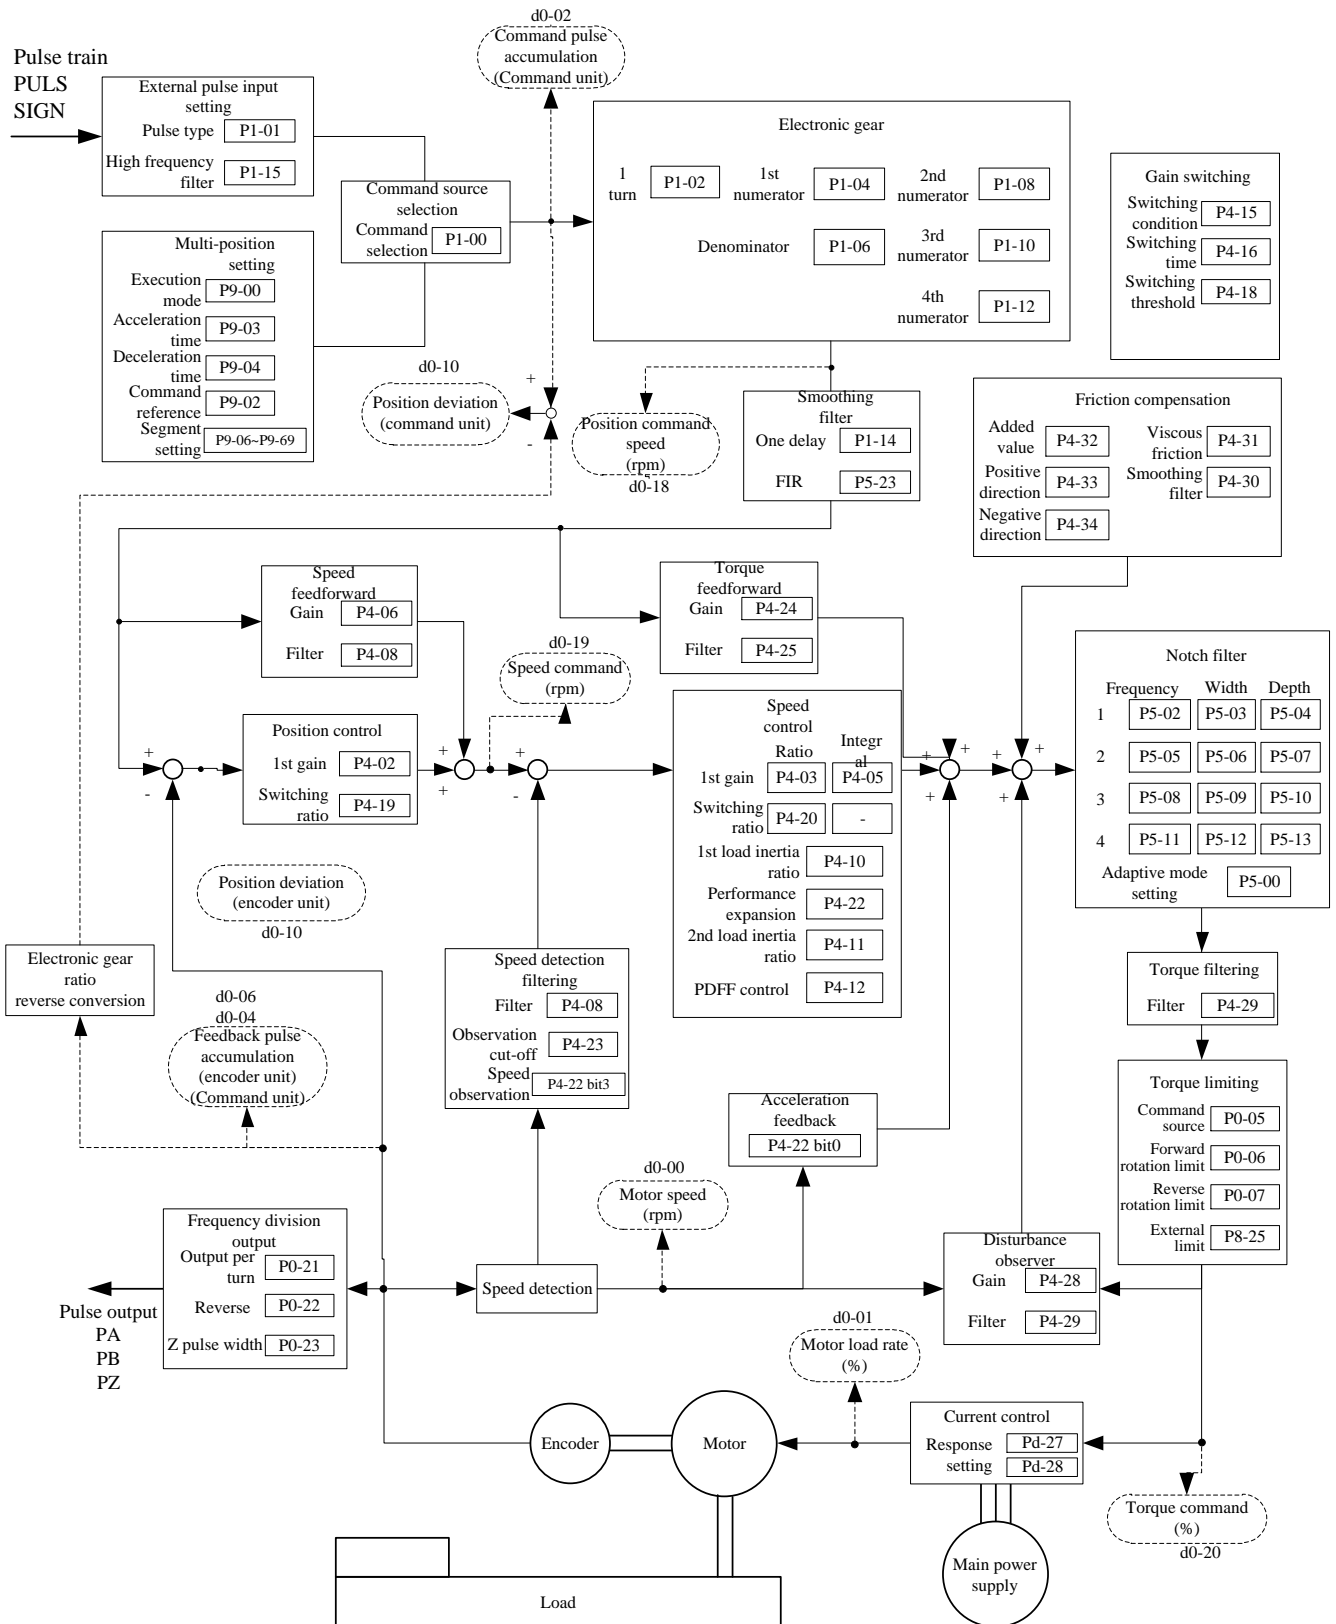 d0-02
Command pulse
accumulation
(Command unit)
Pulse train
PULS
SIGN
External pulse input
setting
Pulse type P1-01
High frequency
filter P1-15
Command source
selection
Command
selection P1-00
Multi-position
setting
Execution
mode P9-00
Acceleration
time P9-03
Deceleration
time P9-04
Command
reference P9-02
Segment
setting P9-06~P9-69
Electronic gear
1
turn P1-02
1st
numerator P1-04
2nd
numerator P1-08
Denominator P1-06
3rd
numerator P1-10
4th
numerator P1-12
Gain switching
Switching
condition P4-15
Switching
time P4-16
Switching
threshold P4-18
d0-10
Position deviation
(command unit)
+
-
Position command
speed
(rpm)
d0-18
Smoothing
filter
One delay P1-14
FIR P5-23
Friction compensation
Added
value P4-32
Viscous
friction P4-31
Positive
direction P4-33
Smoothing
filter P4-30
Negative
direction P4-34
Speed
feedforward
Gain P4-06
Filter P4-08
d0-19
Speed command
(rpm)
Torque
feedforward
Gain P4-24
Filter P4-25
Position control
1st gain P4-02
Switching
ratio P4-19
+
-
+
+
+
-
Speed
control
Ratio
Integr
al
1st gain P4-03 P4-05
Switching
ratio P4-20 -
1st load inertia
ratio P4-10
Performance
expansion P4-22
2nd load inertia
ratio P4-11
PDFF control P4-12
+
+
+
+
+
+
Notch filter
Frequency Width Depth
1 P5-02 P5-03 P5-04
2 P5-05 P5-06 P5-07
3 P5-08 P5-09 P5-10
4 P5-11 P5-12 P5-13
Adaptive mode
setting P5-00
Position deviation
(encoder unit)
d0-10
Electronic gear
ratio
reverse conversion
d0-06
d0-04
Feedback pulse
accumulation
(encoder unit)
(Command unit)
Speed detection
filtering
Filter P4-08
Observation
cut-off P4-23
Speed
observation P4-22 bit3
Torque filtering
Filter P4-29
Torque limiting
Command
source P0-05
Forward
rotation limit P0-06
Reverse
rotation limit P0-07
External
limit P8-25
Acceleration
feedback
P4-22 bit0
d0-00
Motor speed
(rpm)
Frequency division
output
Output per
turn P0-21
Reverse P0-22
Z pulse width P0-23
Pulse output
PA
PB
PZ
Speed detection
Disturbance
observer
Gain P4-28
Filter P4-29
d0-01
Motor load rate
(%)
Encoder
Motor
Current control
Response
setting
Pd-27
Pd-28
Torque command
(%)
d0-20
Main power
supply
Load